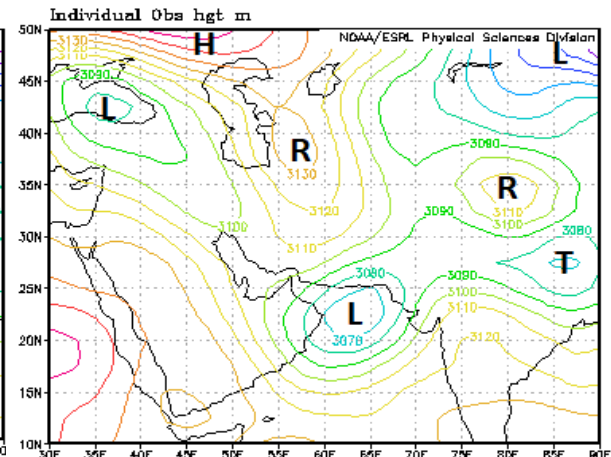 Individual Obs hgt m
50N
H
NOAA/ESRL Physical Sciences Division
L
3130
3110
3090
45N
L
40N
3090
R
3130
35N
R
3110
3120
3090
3100
3100
30N
3080
3110
T
3080
3090
25N
3100
3110
L
20N
3070
3120
15N
10N
30E 35E 40E 45E 50E 55E 60E 65E 70E 75E 80E 85E 90E